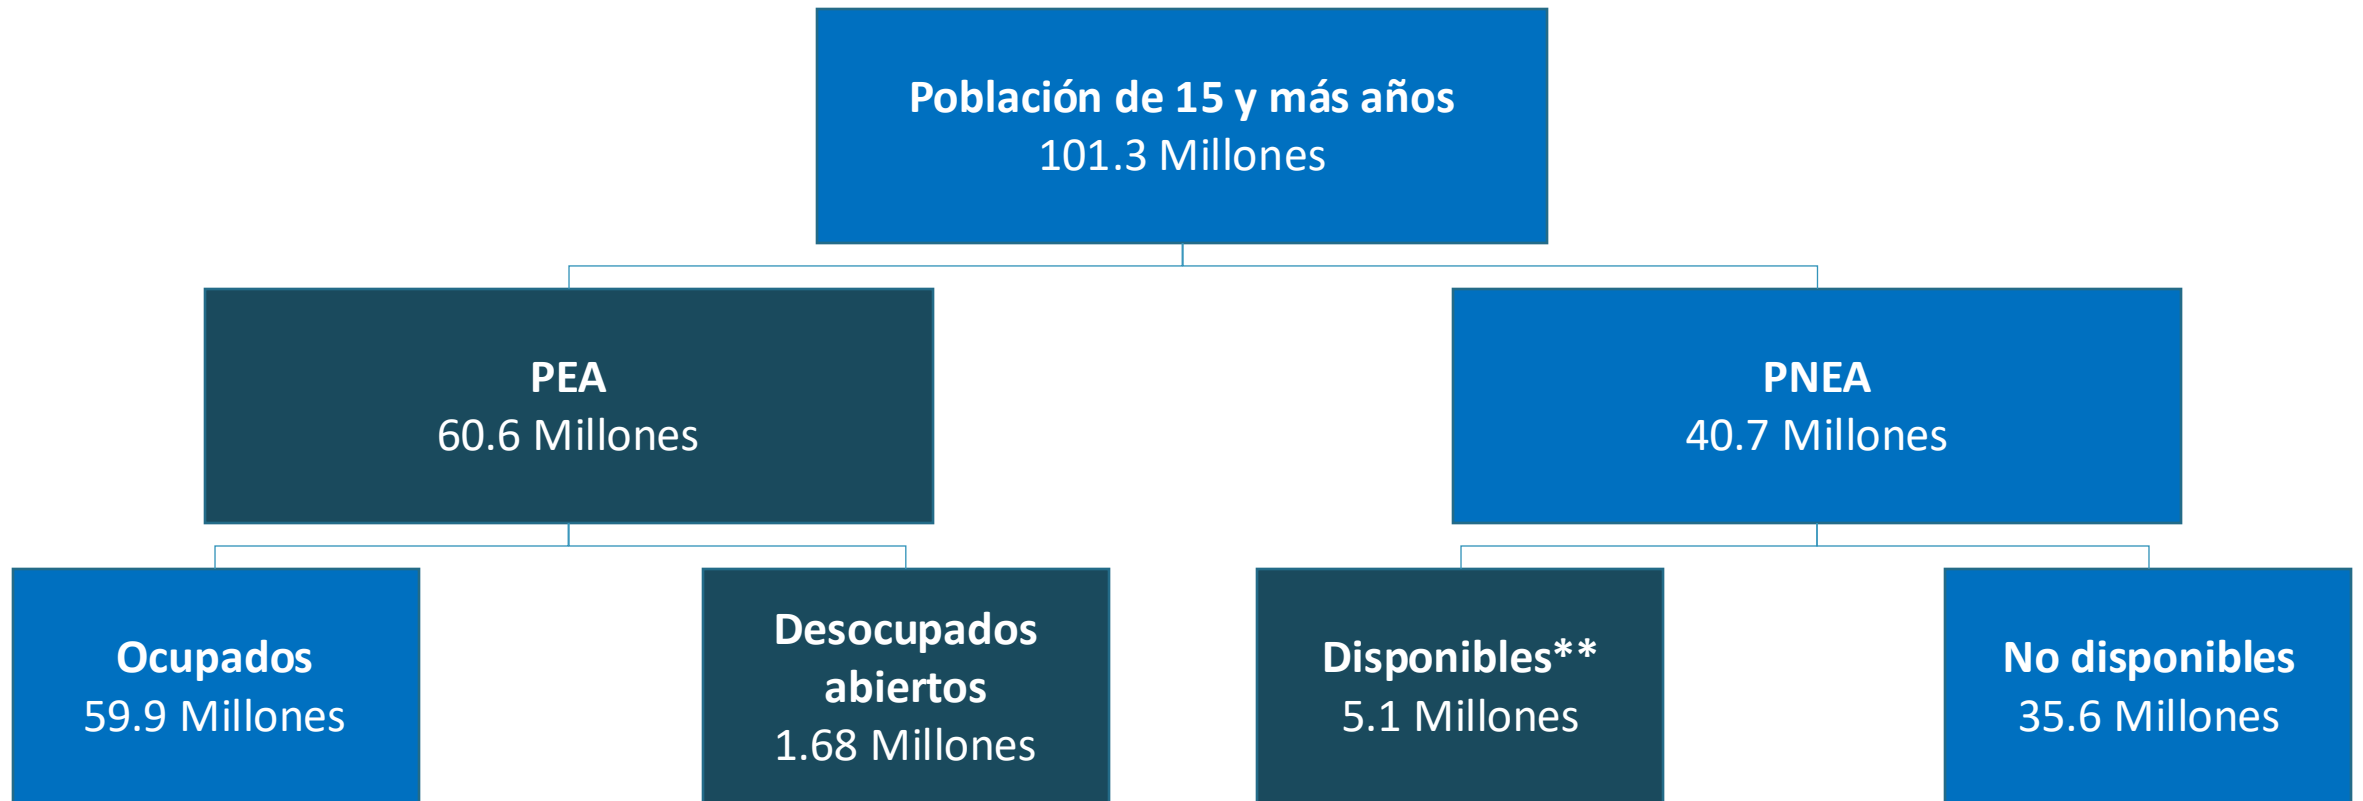 Población de 15 y más años
101.3 Millones
PEA
60.6 Millones
PNEA
40.7 Millones
Ocupados
59.9 Millones
Desocupados
abiertos
1.68 Millones
Disponibles**
5.1 Millones
No disponibles
35.6 Millones